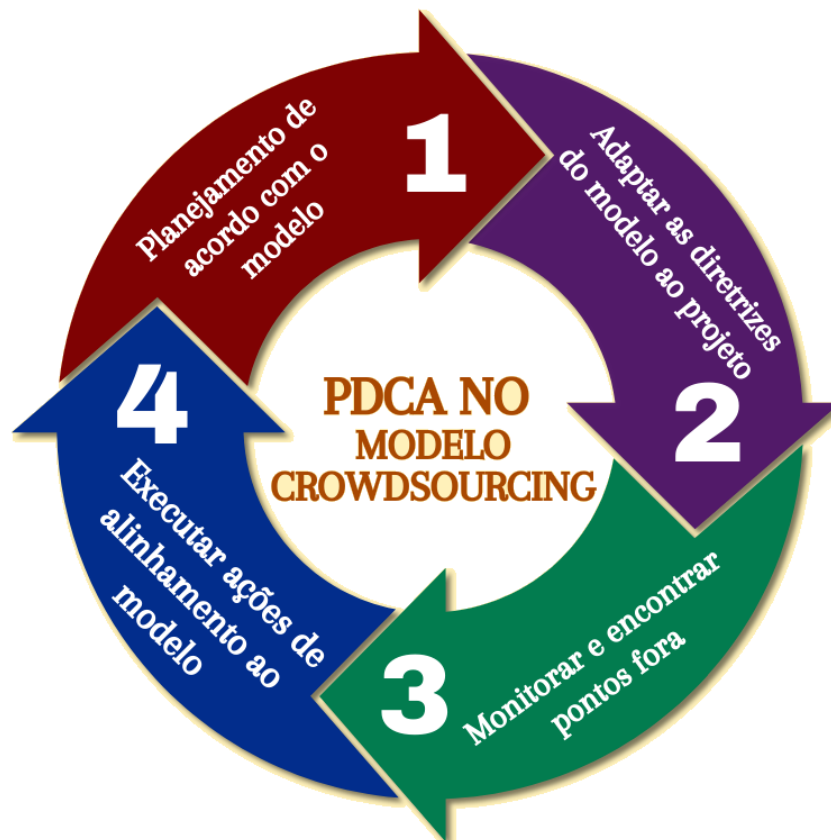 PDCA NO
MODELO
CROWDSOURCING
1
Planejamento de
acordo com o
modelo
2
Adaptar as diretrizes
do modelo ao projeto
3
Monitorar e encontrar
pontos fora
4
Executar ações de
alinhamento ao
modelo